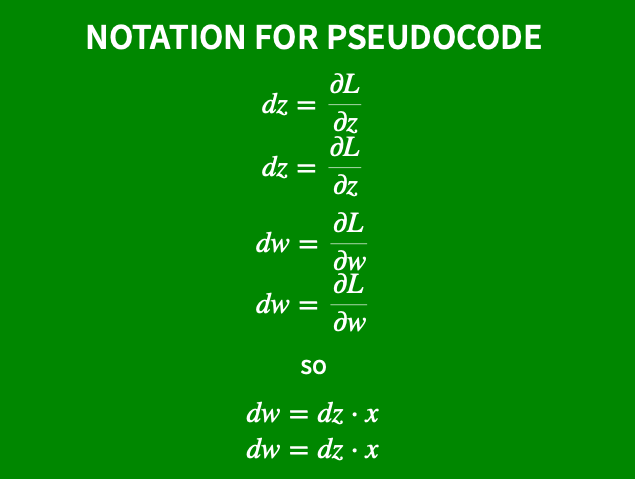 NOTATION FOR PSEUDOCODE
dz = ∂L/∂z
dz = ∂L/∂z
dw = ∂L/∂w
dw = ∂L/∂w
so
dw = dz · x
dw = dz · x